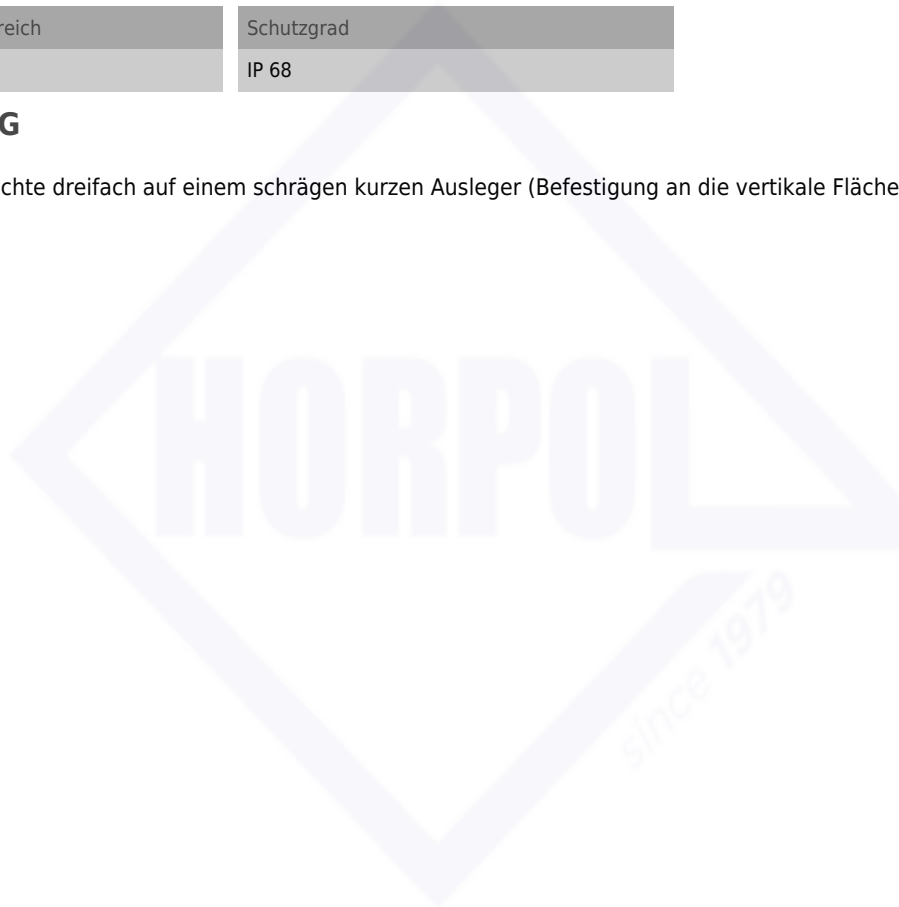 reich Schutzgrad
IP 68
G
chte dreifach auf einem schrägen kurzen Ausleger (Befestigung an die vertikale Fläche
HORPOL
since 1979